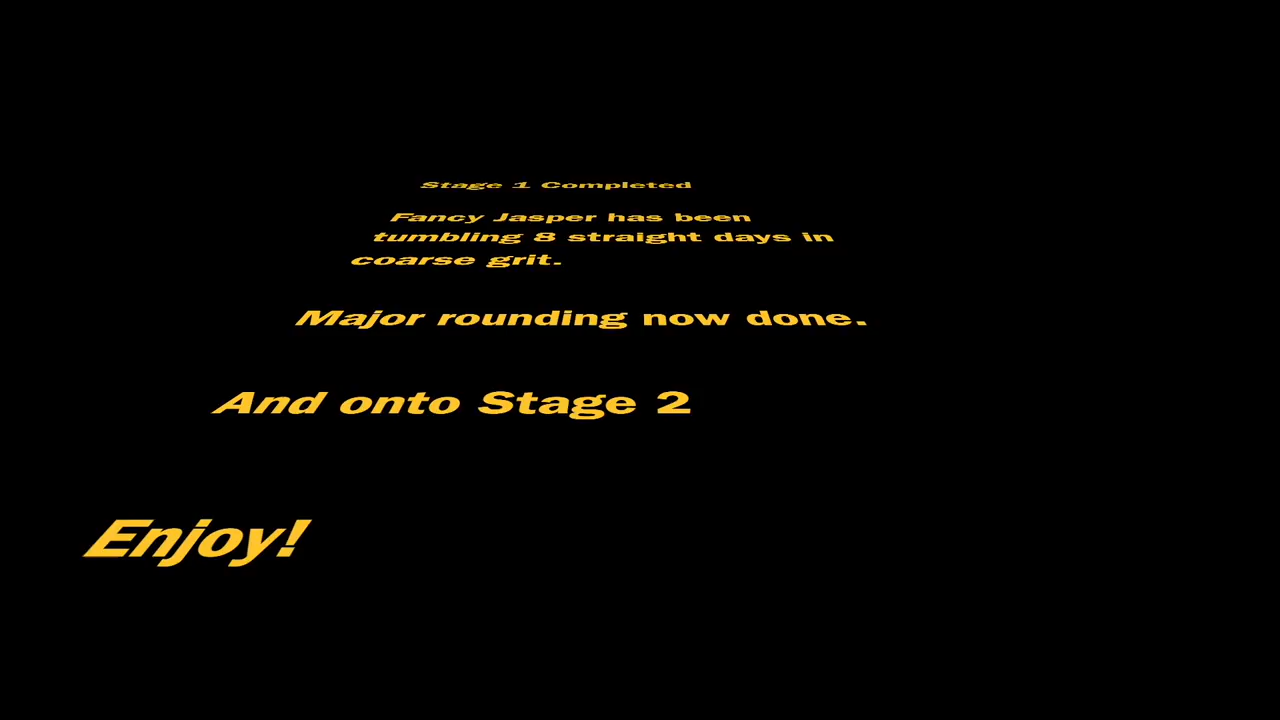 Stage 1 Completed
Fancy Jasper has been
tumbling 8 straight days in
coarse grit.
Major rounding now done.
And onto Stage 2
Enjoy!